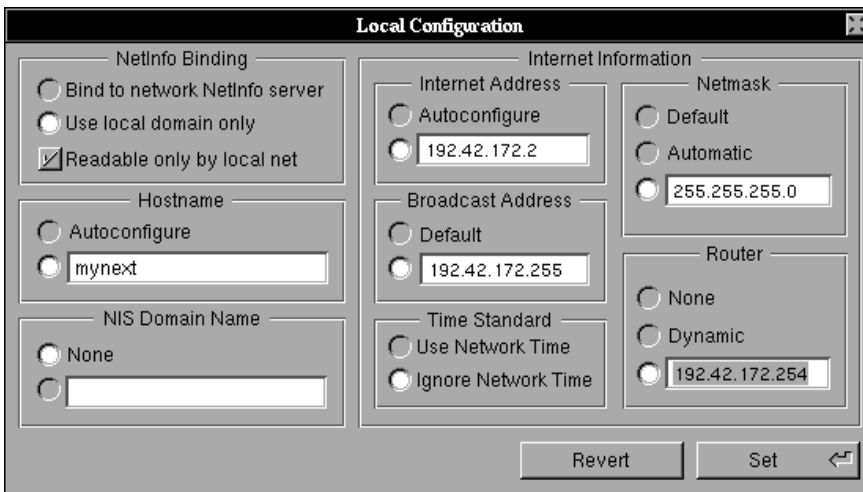 Local Configuration
NetInfo Binding
Bind to network NetInfo server
Use local domain only
Readable only by local net
Hostname
Autoconfigure
mynext
NIS Domain Name
None
Internet Information
Internet Address
Autoconfigure
192.42.172.2
Broadcast Address
Default
192.42.172.255
Time Standard
Use Network Time
Ignore Network Time
Netmask
Default
Automatic
255.255.255.0
Router
None
Dynamic
192.42.172.254
Revert
Set